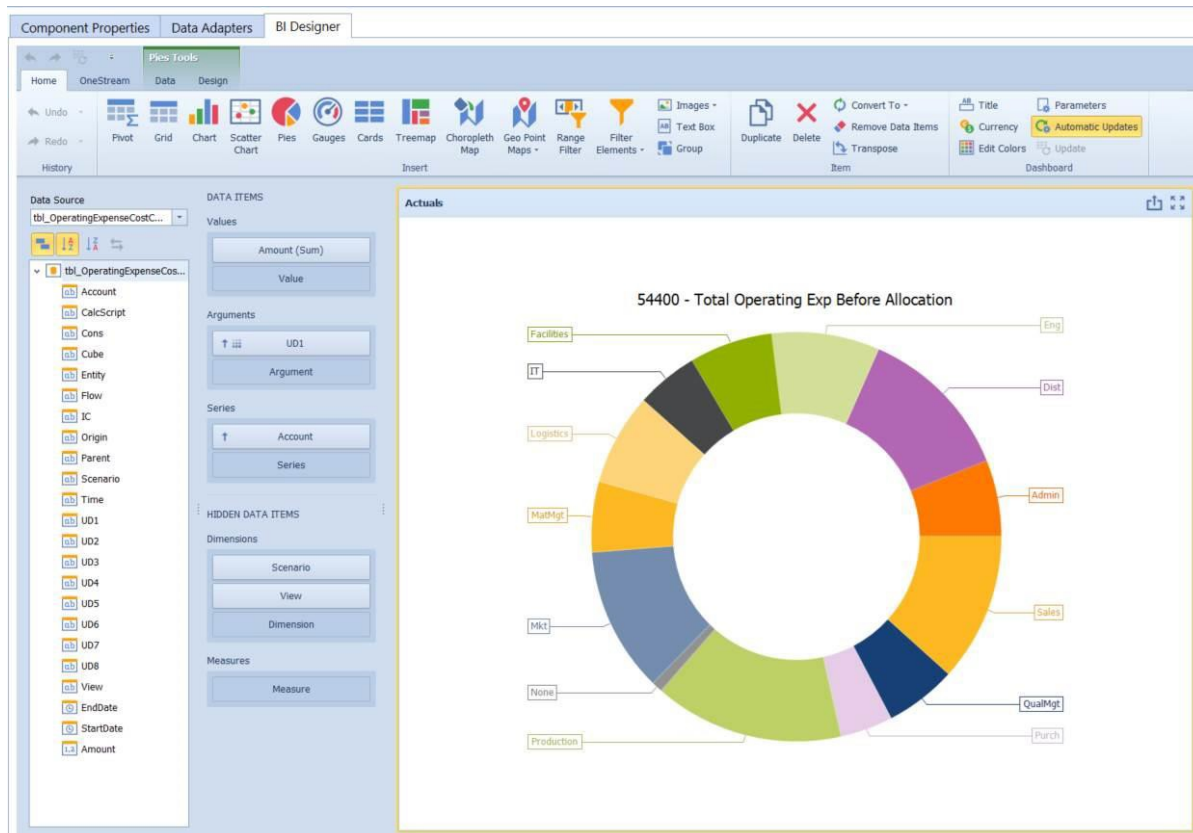 Component Properties Data Adapters BI Designer
Pies Tools
Home OneStream Data Design
Undo
Redo
History
Pivot Grid Chart Scatter Chart Pies Gauges Cards Treemap Choropleth Map Geo Point Maps Range Filter Filter Elements
Images
Text Box
Group
Insert
Duplicate Delete
Convert To
Remove Data Items
Transpose
Item
Title Parameters
Currency Automatic Updates
Edit Colors Update
Dashboard
Data Source
tbl_OperatingExpenseCostC...
tbl_OperatingExpenseCos...
Account
CalcScript
Cons
Cube
Entity
Flow
IC
Origin
Parent
Scenario
Time
UD1
UD2
UD3
UD4
UD5
UD6
UD7
UD8
View
EndDate
StartDate
Amount
DATA ITEMS
Values
Amount (Sum)
Value
Arguments
UD1
Argument
Series
Account
Series
HIDDEN DATA ITEMS
Dimensions
Scenario
View
Dimension
Measures
Measure
Actuals
54400 - Total Operating Exp Before Allocation
Facilities
Eng
IT
Dist
Logistics
Admin
MatMgt
Sales
Mkt
None
QualMgt
Production
Purch